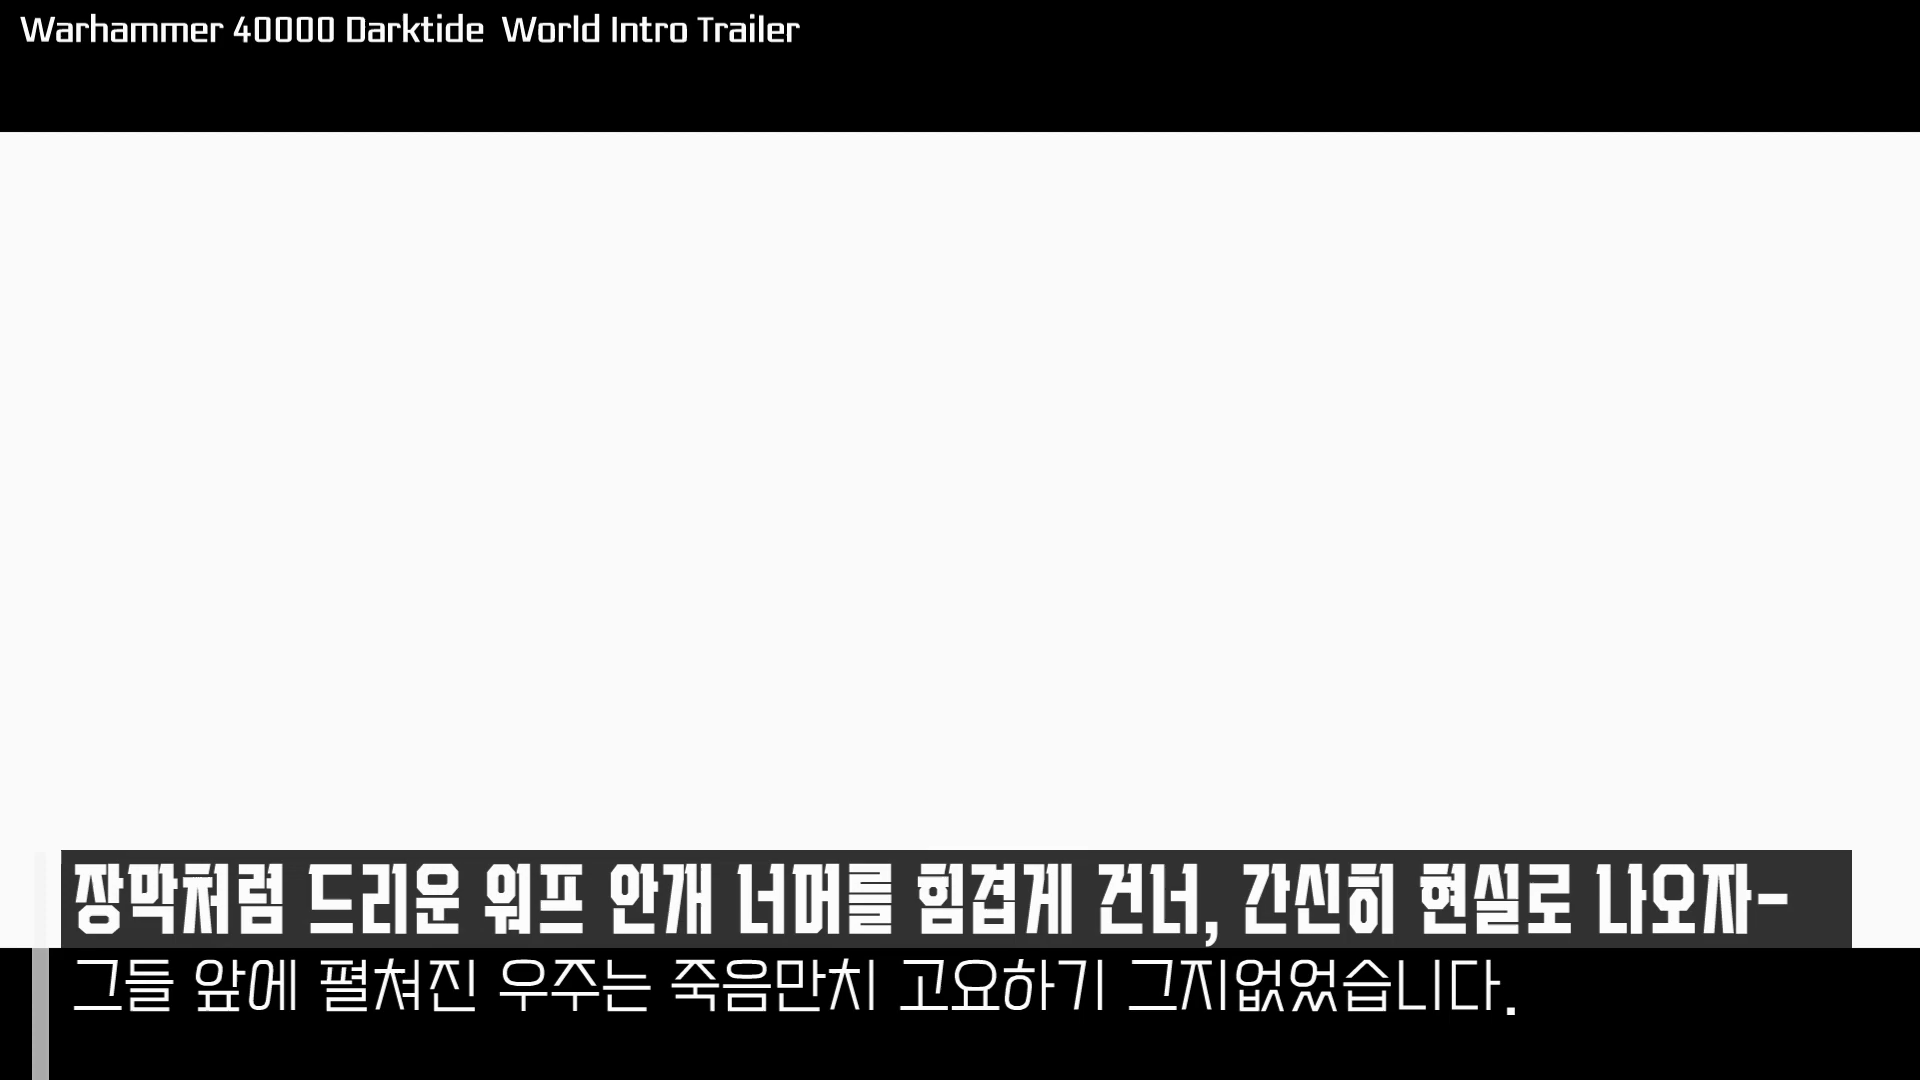 Warhammer 40000 Darktide  World Intro Trailer
장막처럼 드리운 워프 안개 너머를 힘겹게 건너, 간신히 현실로 나오자-
그들 앞에 펼쳐진 우주는 죽음만치 고요하기 그지없었습니다.